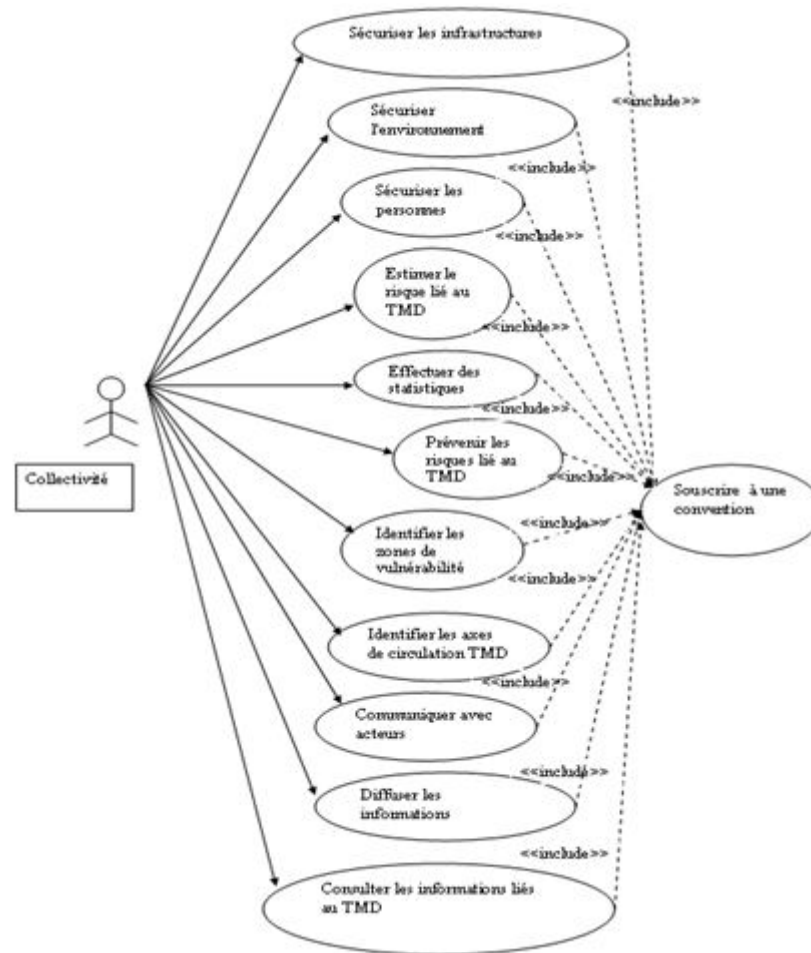 Sécuriser les infrastructures
<<include>>
Sécuriser
l'environnement
<<include>>
Sécuriser les
personnes
<<include>>
Estimer le
risque lié au
TMD
<<include>>
Effectuer des
statistiques
<<include>>
Prévenir les
risques lié au
TMD
<<include>>
Collectivité
Souscrire à une
convention
Identifier les
zones de
vulnérabilité
<<include>>
Identifier les axes
de circulation TMD
<<include>>
Communiquer avec
acteurs
<<include>>
Diffuser les
informations
<<include>>
Consulter les informations liés
au TMD